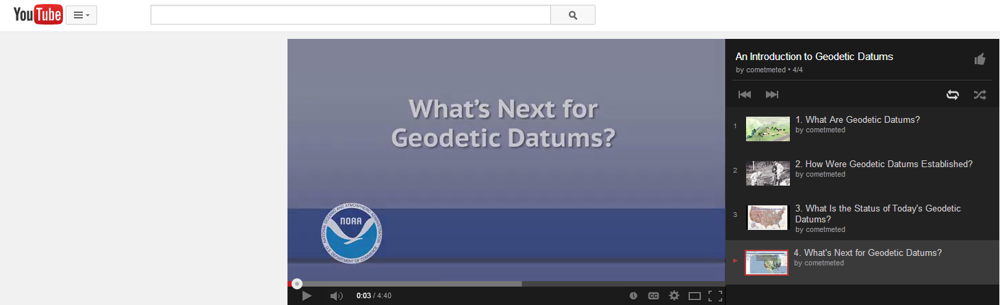 YouTube
An Introduction to Geodetic Datums
by cometmeted • 4/4
What's Next for
Geodetic Datums?
NATIONAL OCEANIC AND ATMOSPHERIC ADMINISTRATION
NOAA
U.S. DEPARTMENT OF COMMERCE
1
1. What Are Geodetic Datums?
by cometmeted
2
2. How Were Geodetic Datums Established?
by cometmeted
3
3. What Is the Status of Today's Geodetic
Datums?
by cometmeted
4. What's Next for Geodetic Datums?
by cometmeted
0:03 / 4:40
CC